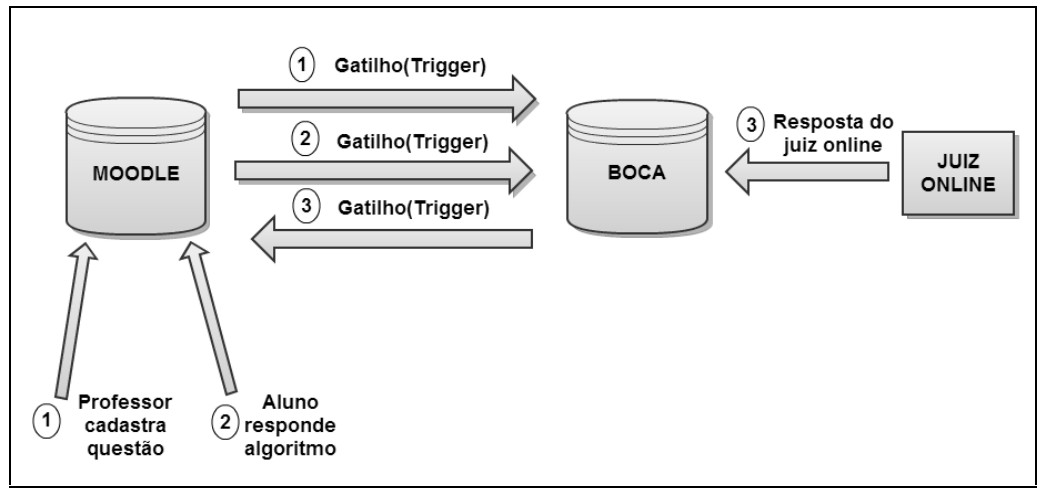 1 Gatilho(Trigger)
2 Gatilho(Trigger)
3 Gatilho(Trigger)
MOODLE
BOCA
3 Resposta do
juiz online
JUIZ
ONLINE
1 Professor
cadastra
questão
2 Aluno
responde
algoritmo